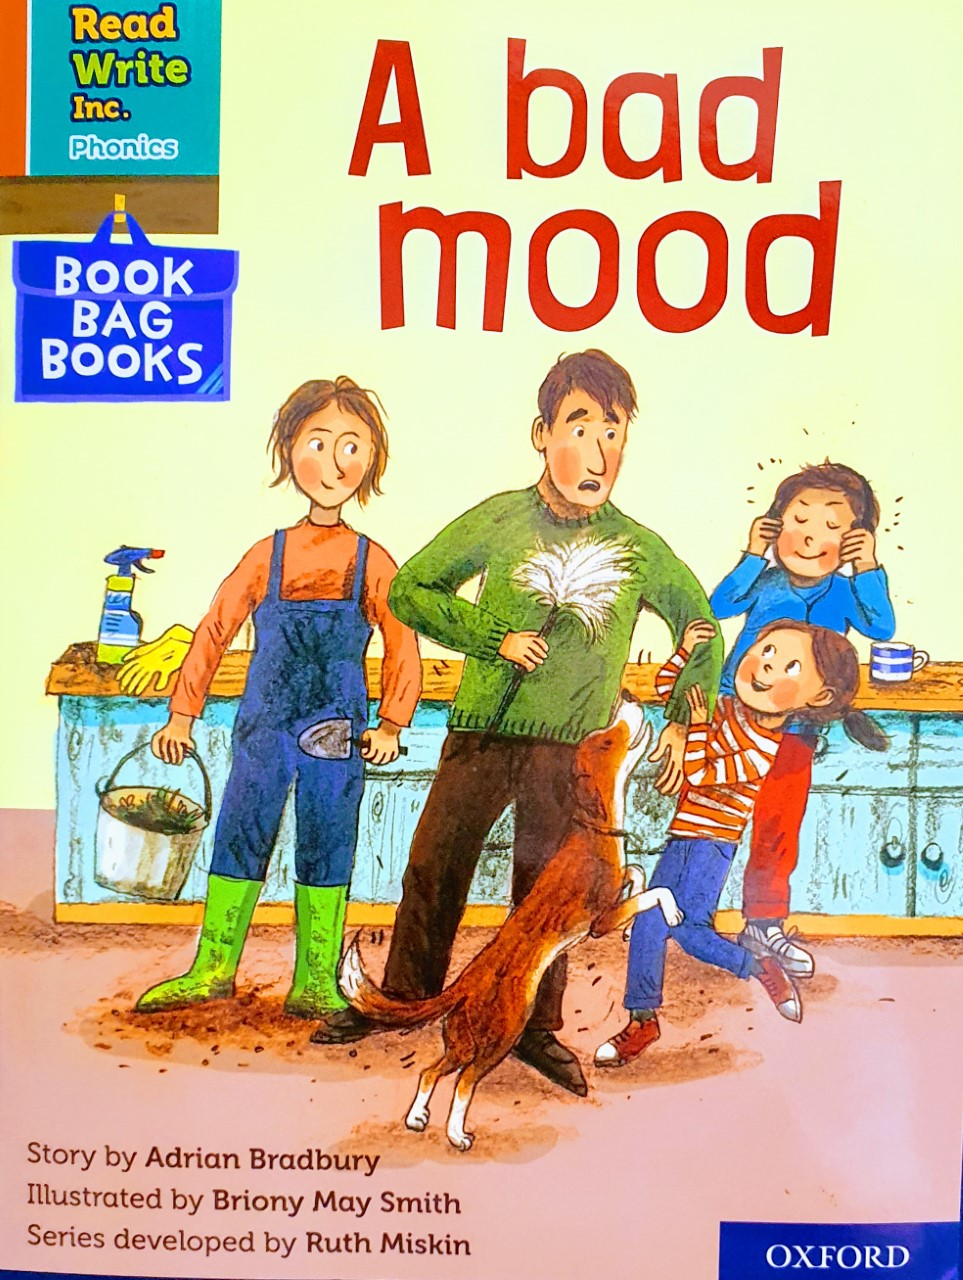 Read
Write
Inc.
Phonics
BOOK
BAG
BOOKS
A bad
mood
Story by Adrian Bradbury
Illustrated by Briony May Smith
Series developed by Ruth Miskin
OXFORD